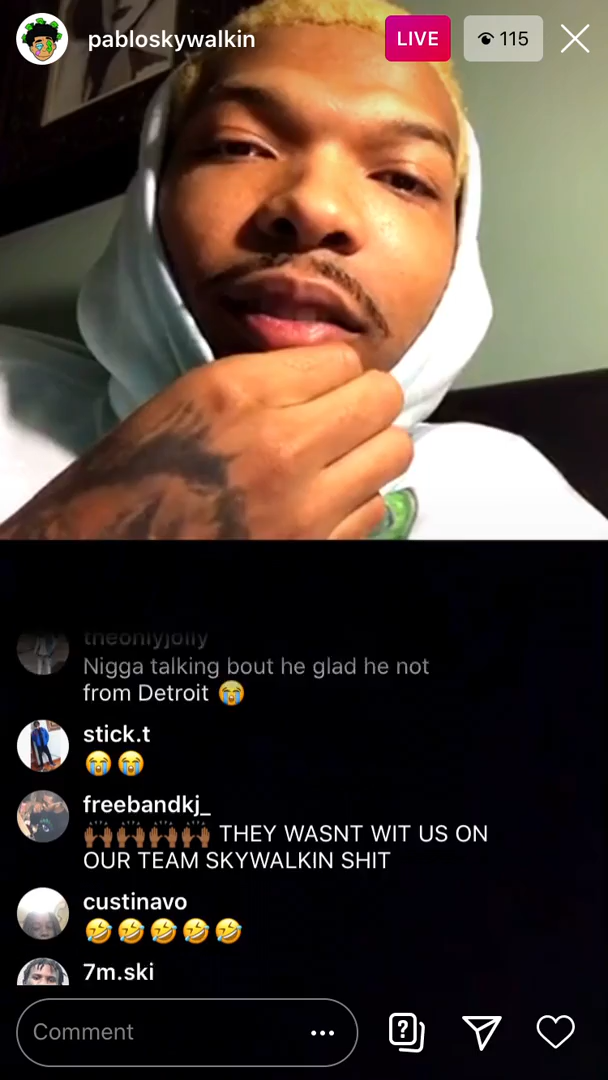 pabloskywalkin
LIVE
115
theonlyjolly
Nigga talking bout he glad he not
from Detroit 😭
stick.t
😭😭
freebandkj_
🙌🏾🙌🏾🙌🏾🙌🏾 THEY WASNT WIT US ON
OUR TEAM SKYWALKIN SHIT
custinavo
🤣🤣🤣🤣🤣
7m.ski
Comment